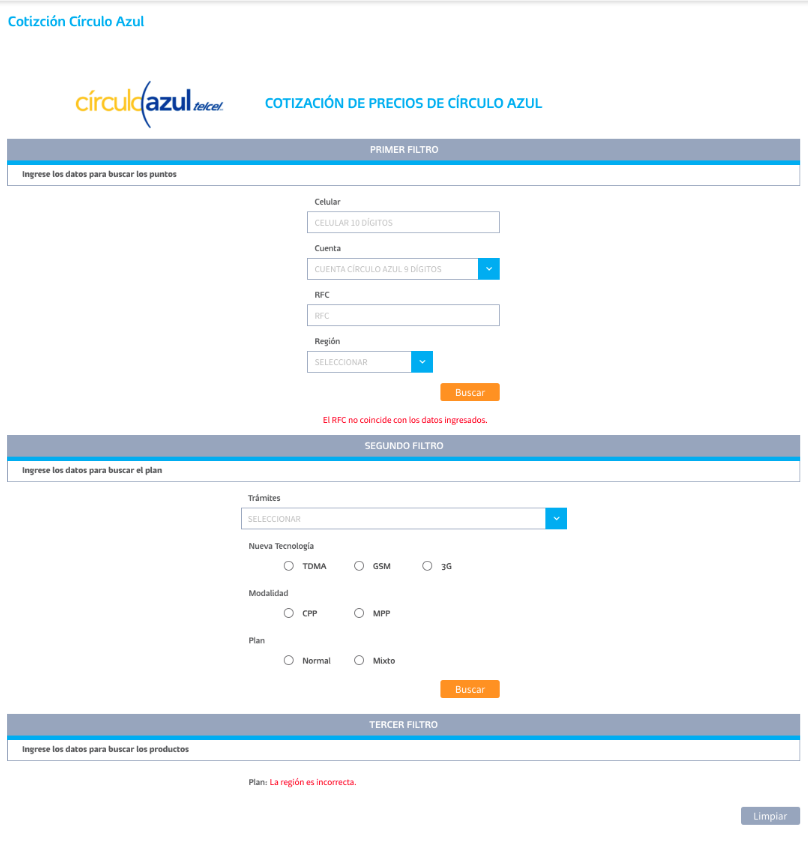 Cotizción Círculo Azul
círculo azul telcel
COTIZACIÓN DE PRECIOS DE CÍRCULO AZUL
PRIMER FILTRO
Ingrese los datos para buscar los puntos
Celular
CELULAR 10 DÍGITOS
Cuenta
CUENTA CÍRCULO AZUL 9 DÍGITOS
RFC
RFC
Región
SELECCIONAR
Buscar
El RFC no coincide con los datos ingresados.
SEGUNDO FILTRO
Ingrese los datos para buscar el plan
Trámites
SELECCIONAR
Nueva Tecnología
TDMA GSM 3G
Modalidad
CPP MPP
Plan
Normal Mixto
Buscar
TERCER FILTRO
Ingrese los datos para buscar los productos
Plan: La región es incorrecta.
Limpiar